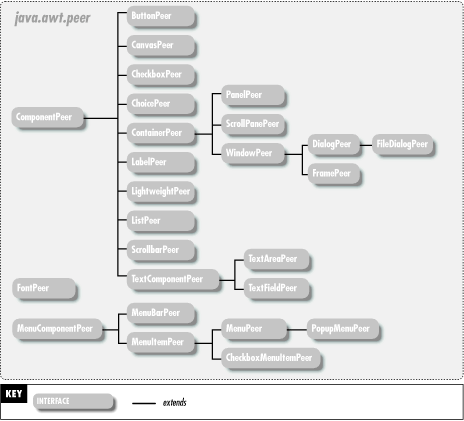 java.awt.peer
ButtonPeer
CanvasPeer
CheckboxPeer
ChoicePeer
ComponentPeer
ContainerPeer
PanelPeer
ScrollPanePeer
WindowPeer
DialogPeer
FileDialogPeer
FramePeer
LabelPeer
LightweightPeer
ListPeer
ScrollbarPeer
TextComponentPeer
TextAreaPeer
TextFieldPeer
FontPeer
MenuComponentPeer
MenuBarPeer
MenuItemPeer
MenuPeer
PopupMenuPeer
CheckboxMenuItemPeer
KEY
INTERFACE
extends